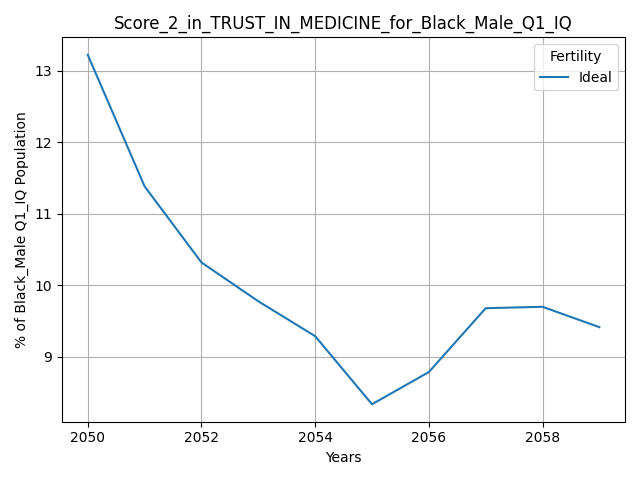 Score_2_in_TRUST_IN_MEDICINE_for_Black_Male_Q1_IQ
Fertility
Ideal
% of Black_Male Q1_IQ Population
13
12
11
10
9
2050 2052 2054 2056 2058
Years